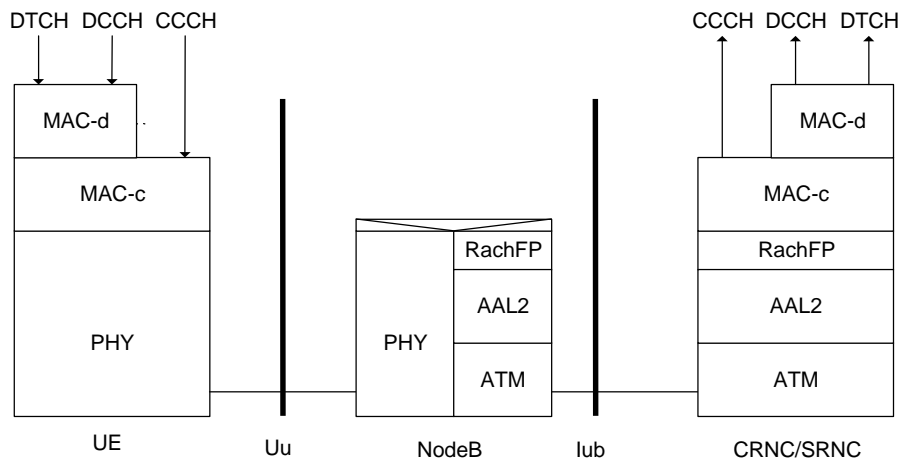 DTCH DCCH CCCH
CCCH DCCH DTCH
MAC-d
MAC-d
MAC-c
MAC-c
RachFP
RachFP
PHY
PHY
AAL2
AAL2
ATM
ATM
UE
Uu
NodeB
Iub
CRNC/SRNC